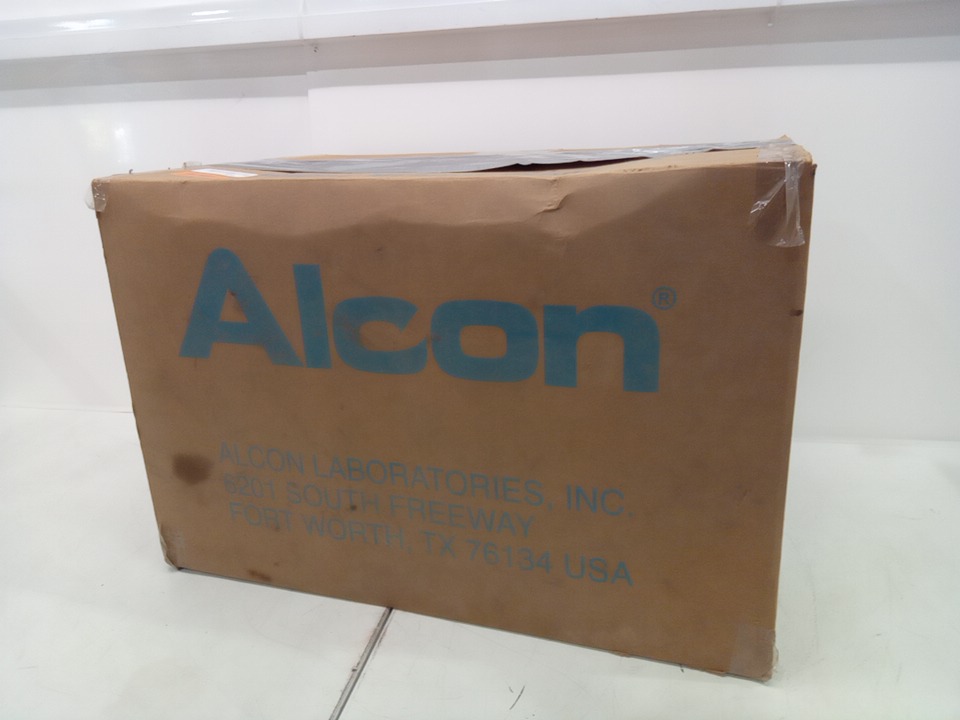 Alcon®
ALCON LABORATORIES, INC.
6201 SOUTH FREEWAY
FORT WORTH, TX 76134 USA